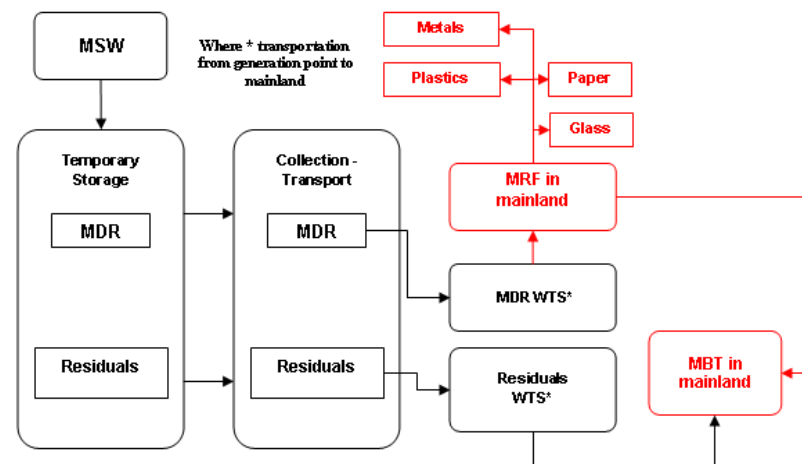 MSW
Where * transportation
from generation point to
mainland
Metals
Plastics
Paper
Glass
Temporary
Storage
Collection -
Transport
MRF in
mainland
MDR
MDR
MDR WTS*
Residuals
Residuals
Residuals
WTS*
MBT in
mainland